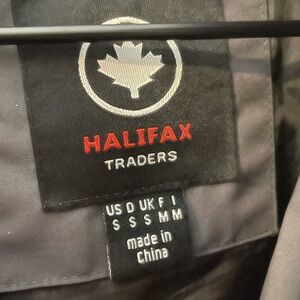 HALIFAX
TRADERS
US D UK F I
S S S M M
made in
China